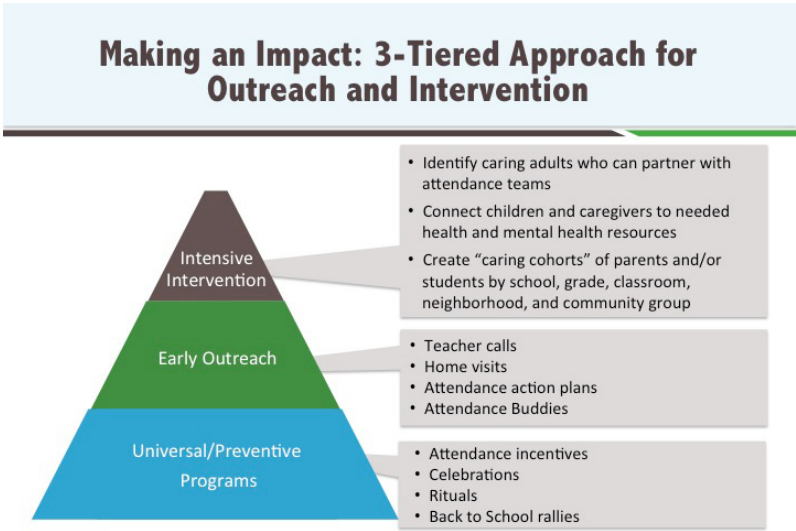 Making an Impact: 3-Tiered Approach for
Outreach and Intervention
Intensive
Intervention
• Identify caring adults who can partner with
attendance teams
• Connect children and caregivers to needed
health and mental health resources
• Create “caring cohorts” of parents and/or
students by school, grade, classroom,
neighborhood, and community group
Early Outreach
• Teacher calls
• Home visits
• Attendance action plans
• Attendance Buddies
Universal/Preventive
Programs
• Attendance incentives
• Celebrations
• Rituals
• Back to School rallies